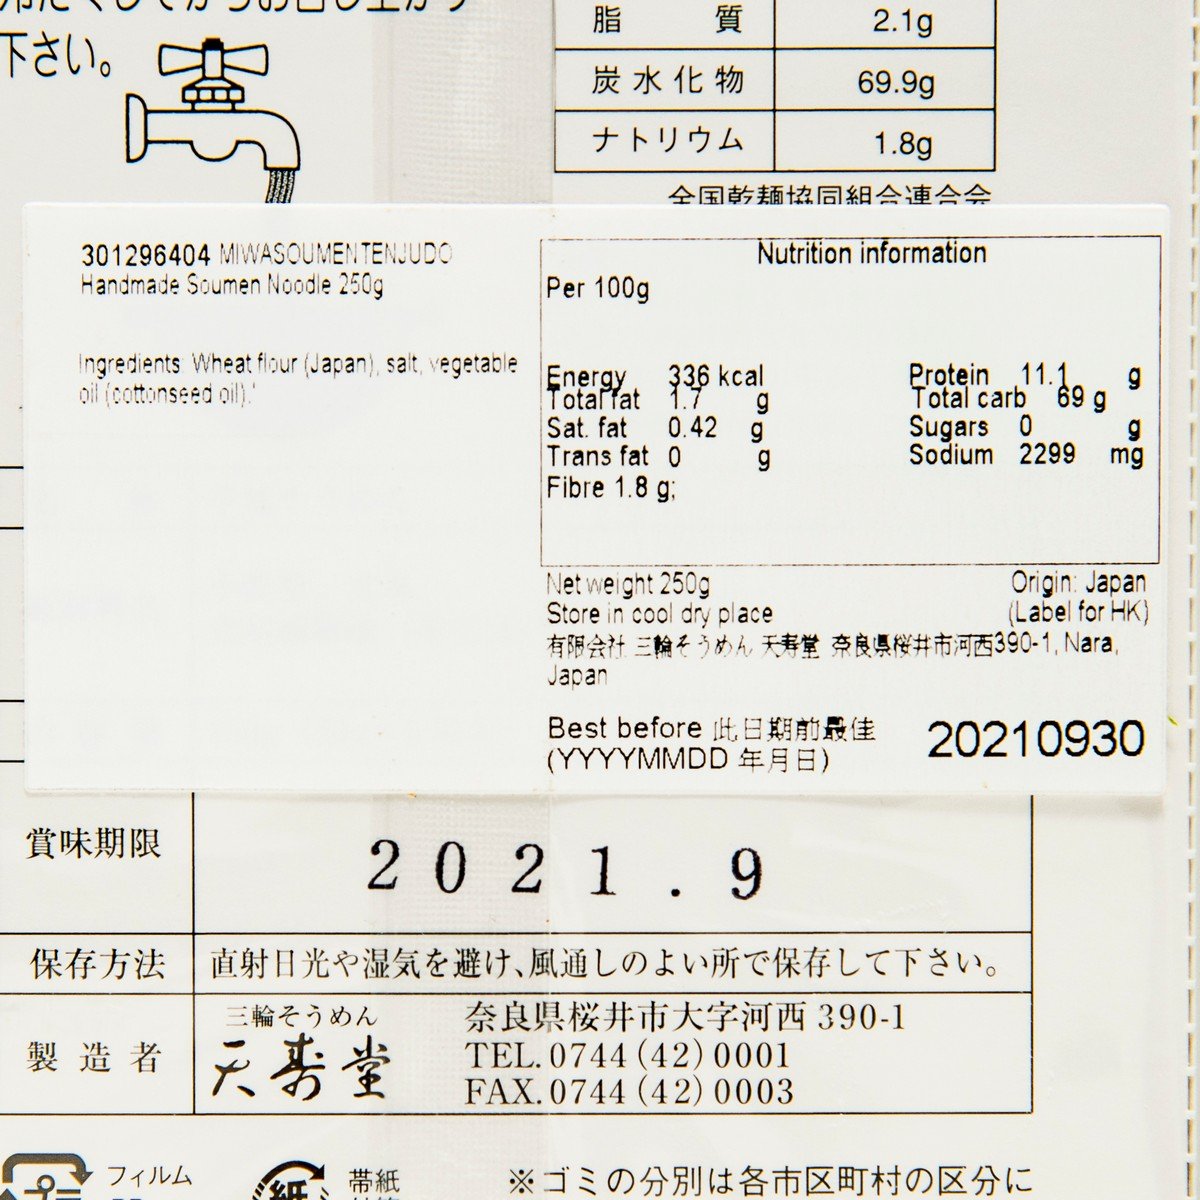 下さい。
脂質 2.1g
炭水化物 69.9g
ナトリウム 1.8g
全国乾麺協同組合連合会
301296404 MIWASOUMENTENJUDO
Handmade Soumen Noodle 250g
Ingredients: Wheat flour (Japan), salt, vegetable
oil (cottonseed oil).'
Nutrition information
Per 100g
Energy 336 kcal Protein 11.1 g
Total fat 1.7 g Total carb 69 g
Sat. fat 0.42 g Sugars 0 g
Trans fat 0 g Sodium 2299 mg
Fibre 1.8 g;
Net weight 250g Origin: Japan
Store in cool dry place (Label for HK)
有限会社 三輪そうめん 天寿堂 奈良県桜井市河西390-1, Nara,
Japan
Best before 此日期前最佳
(YYYYMMDD 年月日) 20210930
賞味期限 2021.9
保存方法 直射日光や湿気を避け、風通しのよい所で保存して下さい。
製造者 三輪そうめん 天寿堂
奈良県桜井市大字河西 390-1
TEL.0744(42)0001
FAX.0744(42)0003
プラ フィルム 紙 帯紙 ※ゴミの分別は各市区町村の区分に